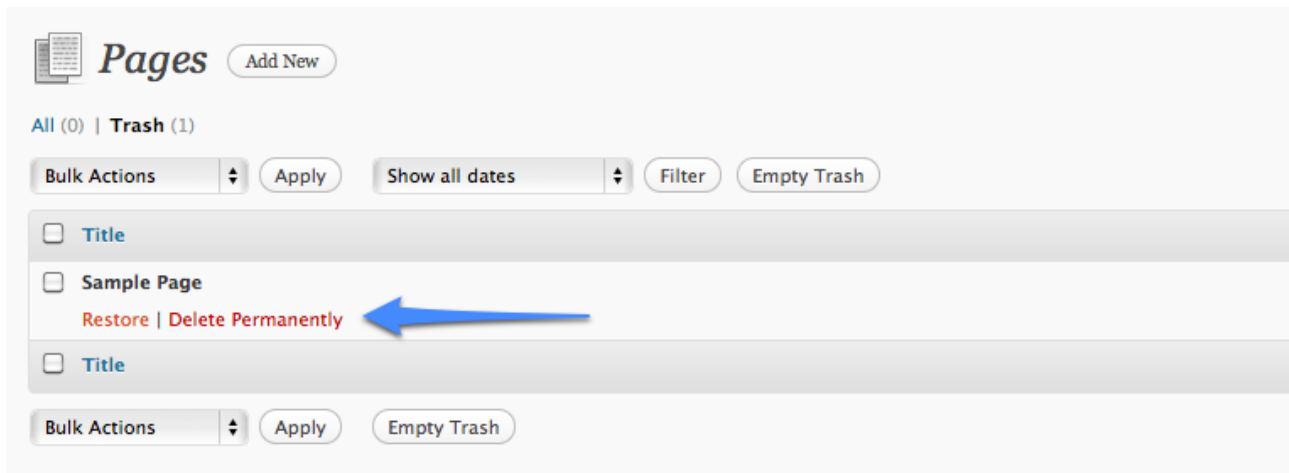 Pages Add New
All (0) | Trash (1)
Bulk Actions Apply Show all dates Filter Empty Trash
Title
Sample Page
Restore | Delete Permanently
Title
Bulk Actions Apply Empty Trash